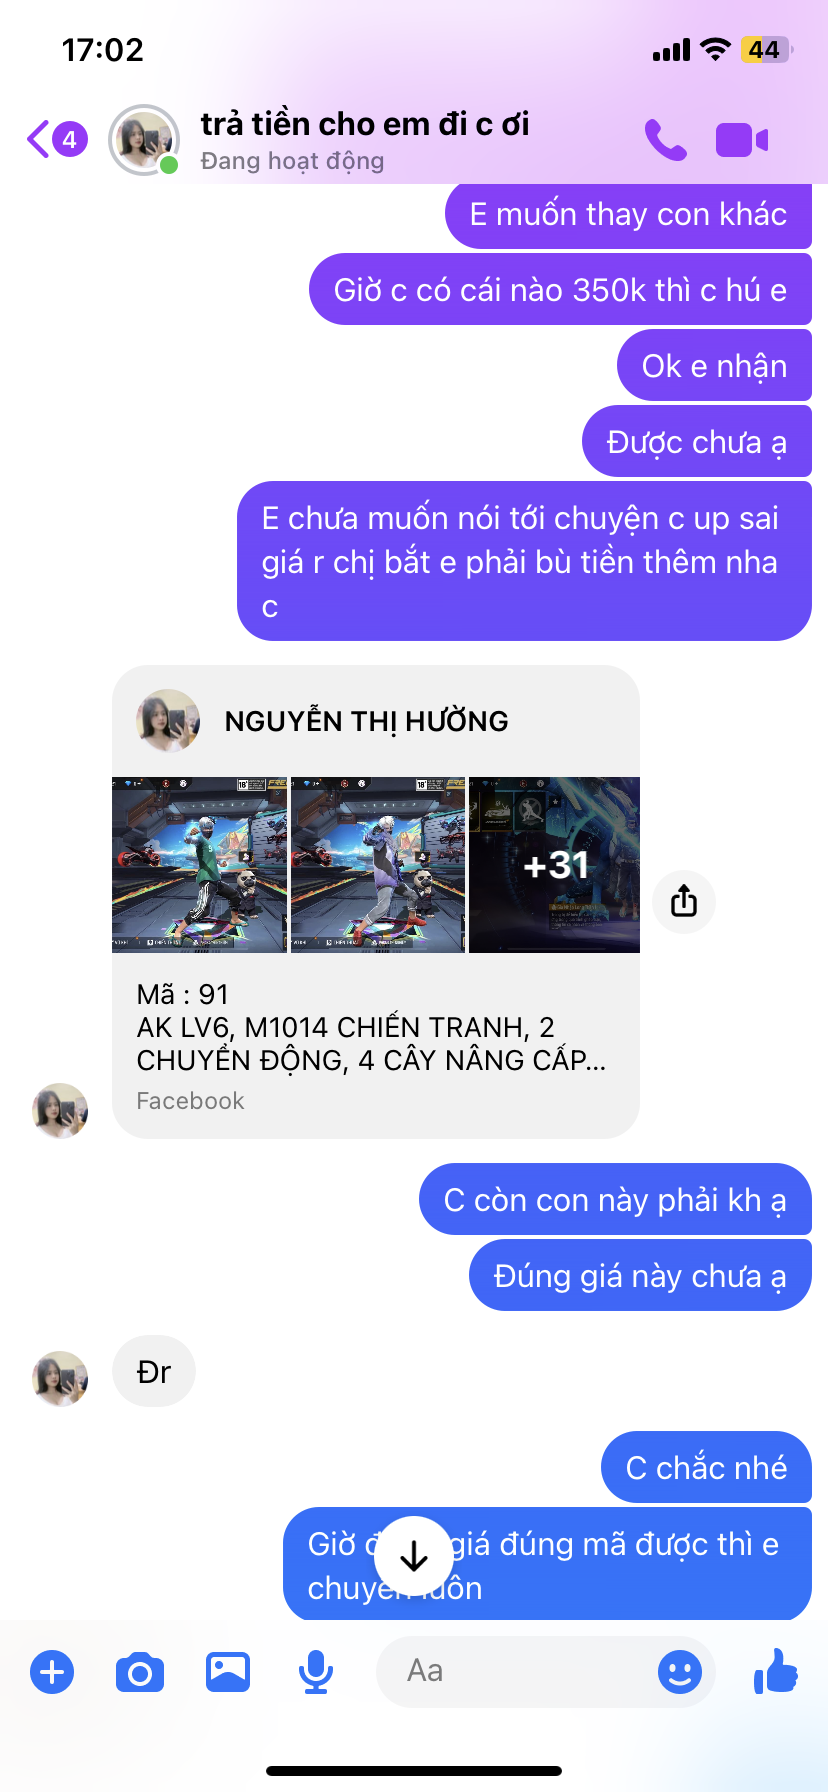 17:02
44
4
trả tiền cho em đi c ơi
Đang hoạt động
E muốn thay con khác
Giờ c có cái nào 350k thì c hú e
Ok e nhận
Được chưa ạ
E chưa muốn nói tới chuyện c up sai
giá r chị bắt e phải bù tiền thêm nha
c
NGUYỄN THỊ HƯỜNG
+31
Mã : 91
AK LV6, M1014 CHIẾN TRANH, 2
CHUYỂN ĐỘNG, 4 CÂY NÂNG CẤP...
Facebook
C còn con này phải kh ạ
Đúng giá này chưa ạ
Đr
C chắc nhé
Giờ giá đúng mã được thì e
Aa